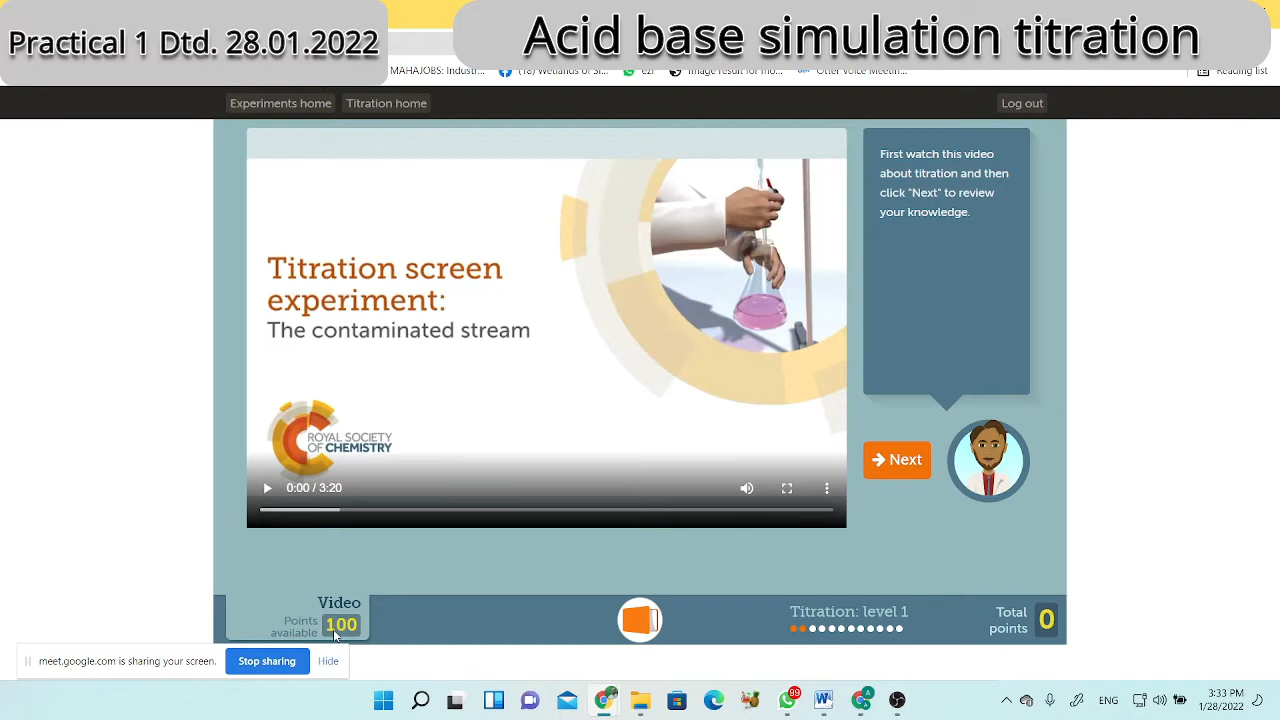 Practical 1 Dtd. 28.01.2022
Acid base simulation titration
Reading list
Experiments home
Titration home
Log out
First watch this video
about titration and then
click "Next" to review
your knowledge.
Titration screen
experiment:
The contaminated stream
ROYAL SOCIETY
OF CHEMISTRY
0:00 / 3:20
Next
Video
Points
available
100
Titration: level 1
Total
points
0
meet.google.com is sharing your screen.
Stop sharing
Hide
99
ENG
3:33 PM
1/28/2022